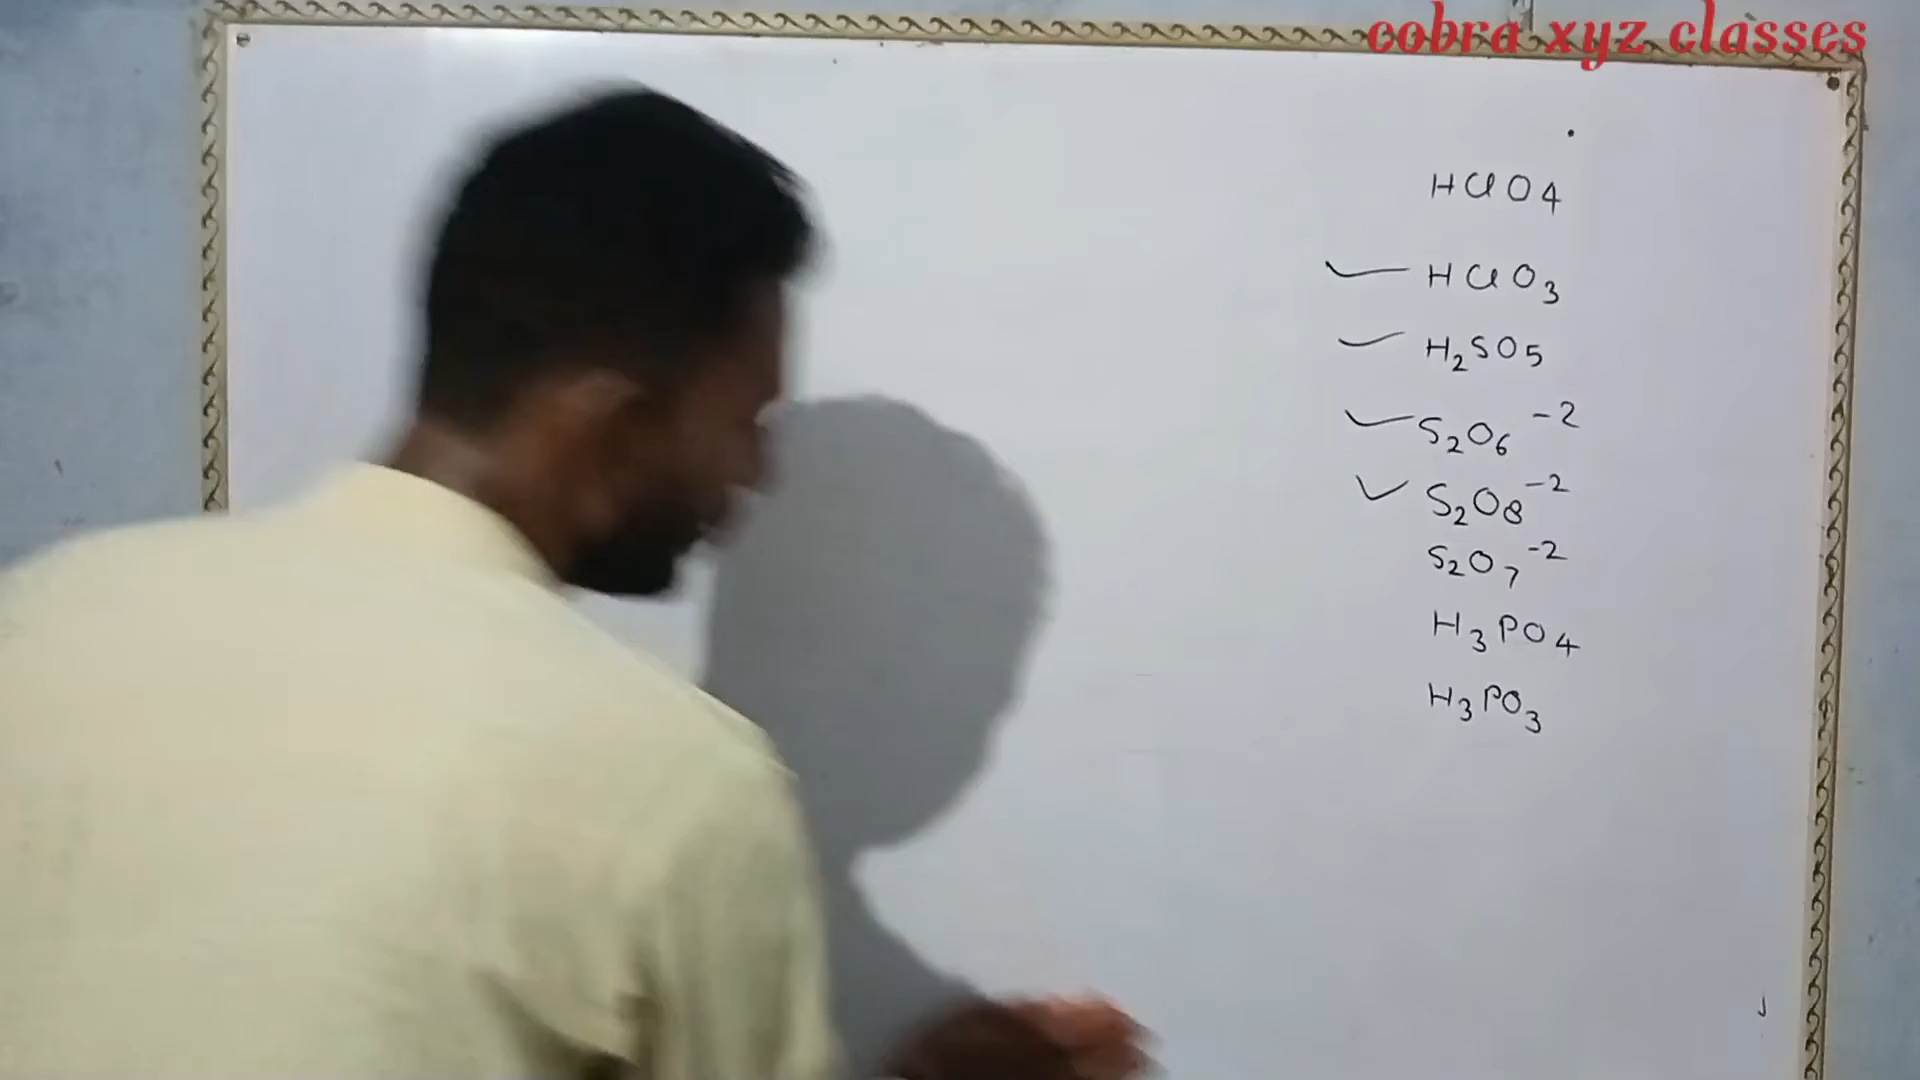 cobra xyz classes
HClO4
HClO3
H2SO5
S2O6 -2
S2O8 -2
S2O7 -2
H3PO4
H3PO3